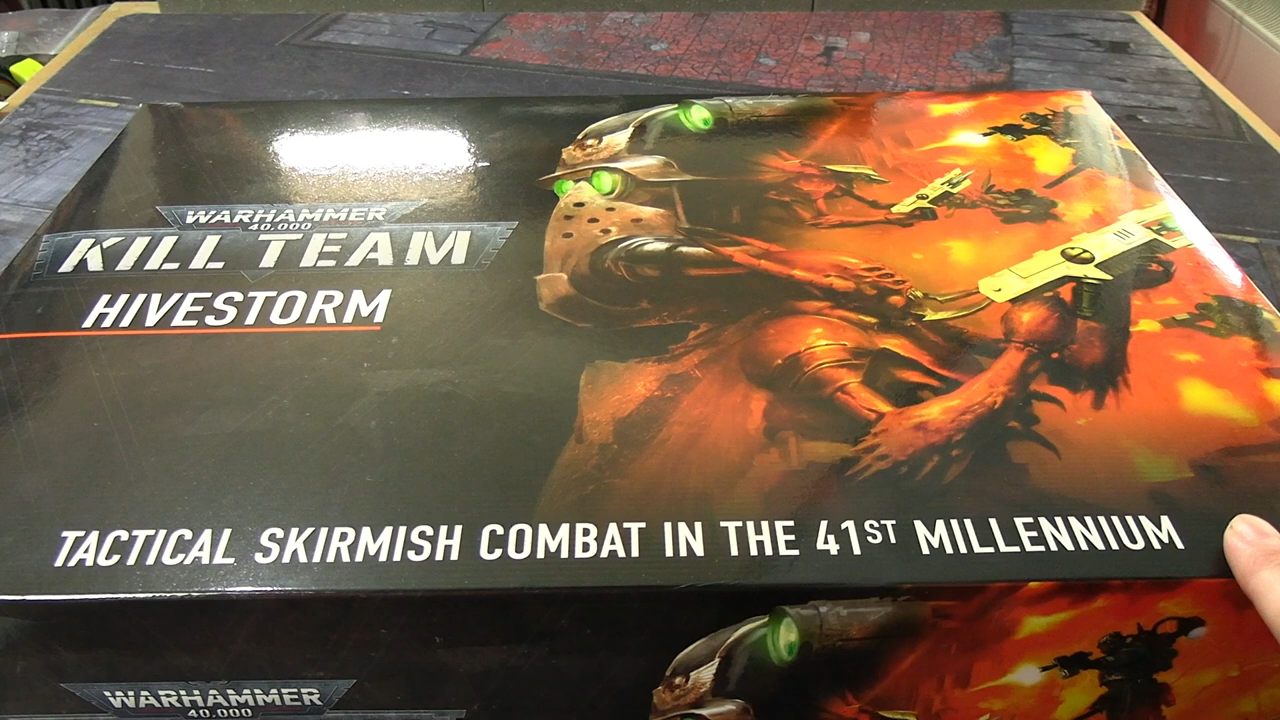 WARHAMMER
40,000
KILL TEAM
HIVESTORM
TACTICAL SKIRMISH COMBAT IN THE 41ST MILLENNIUM
WARHAMMER
40,000